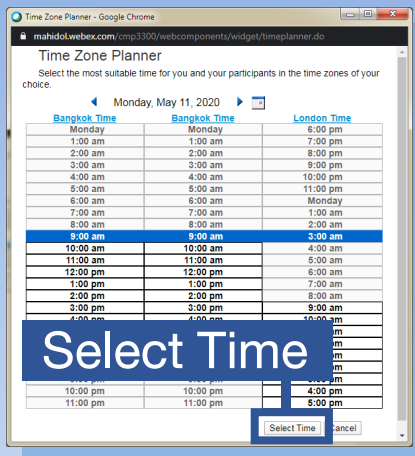 Time Zone Planner - Google Chrome
mahidol.webex.com/cmp3300/webcomponents/widget/timeplanner.do
Time Zone Planner
Select the most suitable time for you and your participants in the time zones of your
choice.
Monday, May 11, 2020
Bangkok Time Bangkok Time London Time
Monday Monday 6:00 pm
1:00 am 1:00 am 7:00 pm
2:00 am 2:00 am 8:00 pm
3:00 am 3:00 am 9:00 pm
4:00 am 4:00 am 10:00 pm
5:00 am 5:00 am 11:00 pm
6:00 am 6:00 am Monday
7:00 am 7:00 am 1:00 am
8:00 am 8:00 am 2:00 am
9:00 am 9:00 am 3:00 am
10:00 am 10:00 am 4:00 am
11:00 am 11:00 am 5:00 am
12:00 pm 12:00 pm 6:00 am
1:00 pm 1:00 pm 7:00 am
2:00 pm 2:00 pm 8:00 am
3:00 pm 3:00 pm 9:00 am
4:00 pm 4:00 pm 10:00 am
Select Time
10:00 pm 10:00 pm 4:00 pm
11:00 pm 11:00 pm 5:00 pm
Select Time Cancel